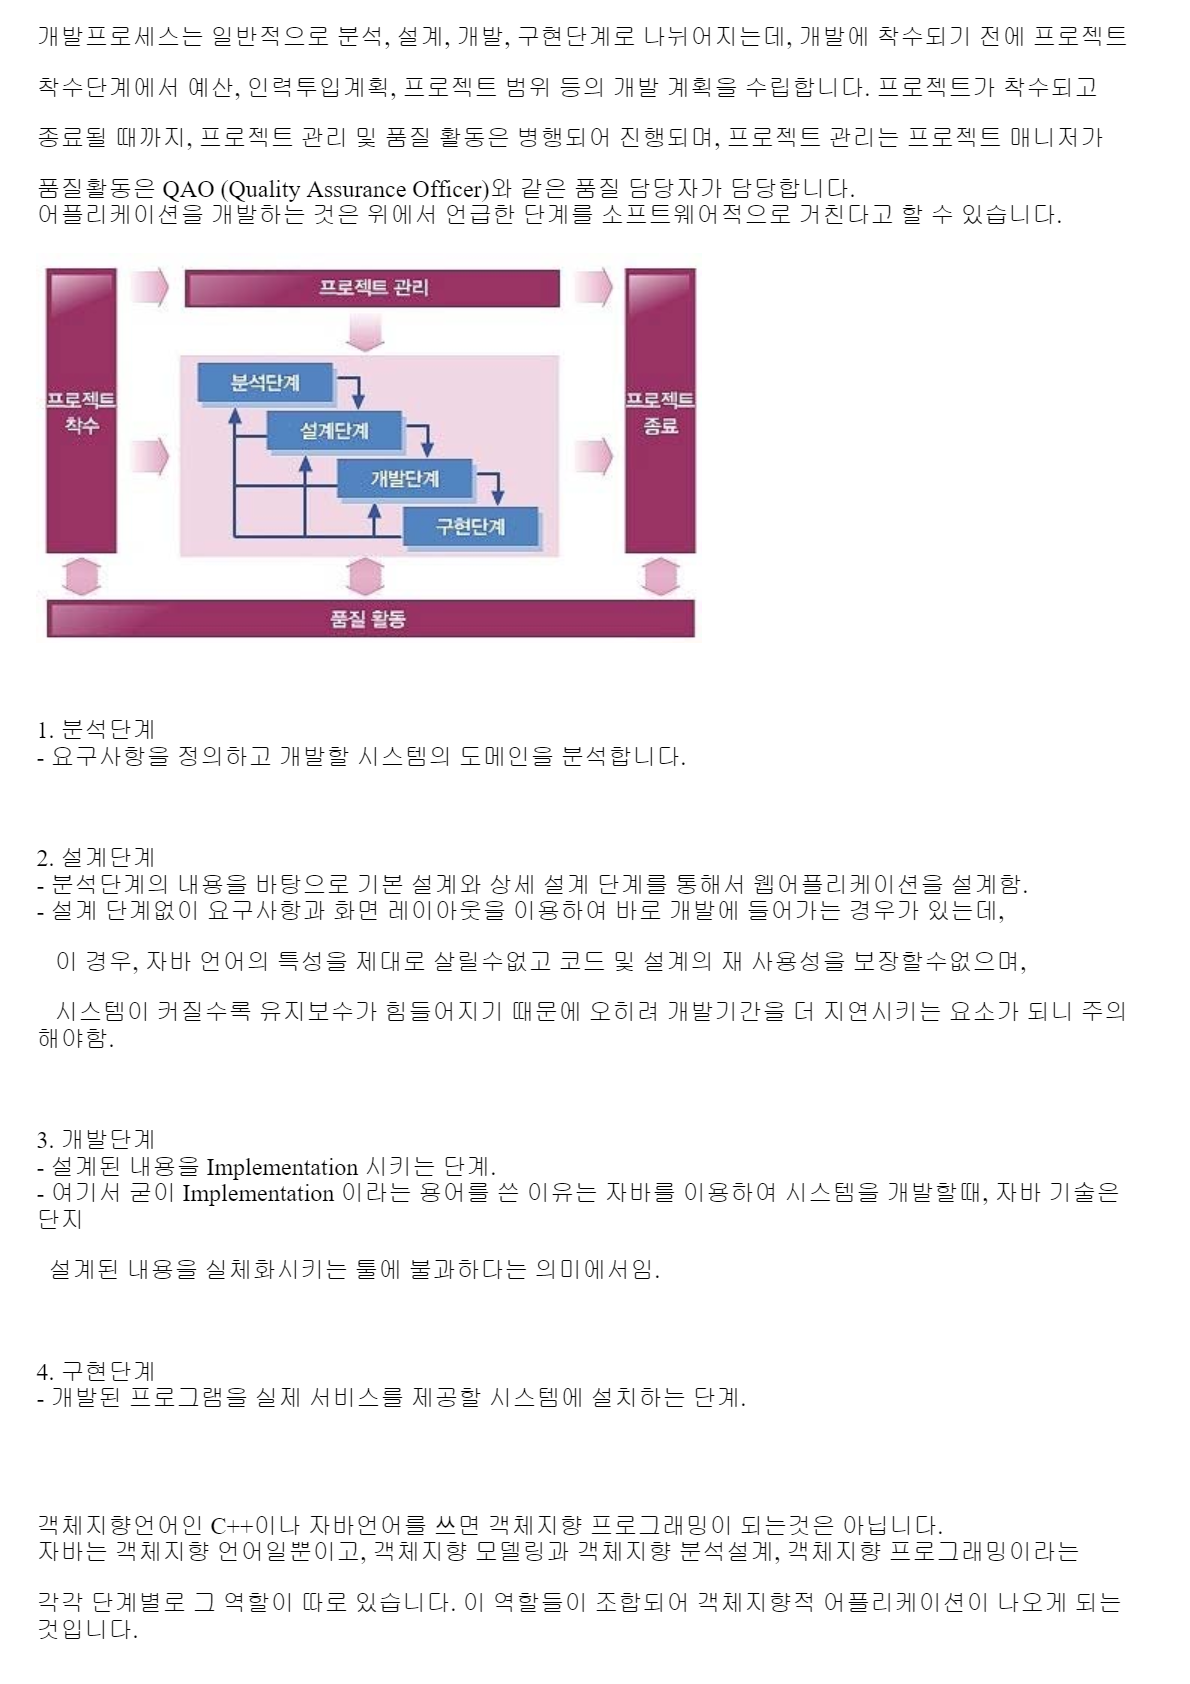 개발프로세스는 일반적으로 분석, 설계, 개발, 구현단계로 나뉘어지는데, 개발에 착수되기 전에 프로젝트
착수단계에서 예산, 인력투입계획, 프로젝트 범위 등의 개발 계획을 수립합니다. 프로젝트가 착수되고
종료될 때까지, 프로젝트 관리 및 품질 활동은 병행되어 진행되며, 프로젝트 관리는 프로젝트 매니저가
품질활동은 QAO (Quality Assurance Officer)와 같은 품질 담당자가 담당합니다.
어플리케이션을 개발하는 것은 위에서 언급한 단계를 소프트웨어적으로 거친다고 할 수 있습니다.
프로젝트 관리
프로젝트
착수
분석단계
설계단계
개발단계
구현단계
프로젝트
종료
품질 활동
1. 분석단계
- 요구사항을 정의하고 개발할 시스템의 도메인을 분석합니다.
2. 설계단계
- 분석단계의 내용을 바탕으로 기본 설계와 상세 설계 단계를 통해서 웹어플리케이션을 설계함.
- 설계 단계없이 요구사항과 화면 레이아웃을 이용하여 바로 개발에 들어가는 경우가 있는데,
이 경우, 자바 언어의 특성을 제대로 살릴수없고 코드 및 설계의 재 사용성을 보장할수없으며,
시스템이 커질수록 유지보수가 힘들어지기 때문에 오히려 개발기간을 더 지연시키는 요소가 되니 주의
해야함.
3. 개발단계
- 설계된 내용을 Implementation 시키는 단계.
- 여기서 굳이 Implementation 이라는 용어를 쓴 이유는 자바를 이용하여 시스템을 개발할때, 자바 기술은
단지
설계된 내용을 실체화시키는 툴에 불과하다는 의미에서임.
4. 구현단계
- 개발된 프로그램을 실제 서비스를 제공할 시스템에 설치하는 단계.
객체지향언어인 C++이나 자바언어를 쓰면 객체지향 프로그래밍이 되는것은 아닙니다.
자바는 객체지향 언어일뿐이고, 객체지향 모델링과 객체지향 분석설계, 객체지향 프로그래밍이라는
각각 단계별로 그 역할이 따로 있습니다. 이 역할들이 조합되어 객체지향적 어플리케이션이 나오게 되는
것입니다.